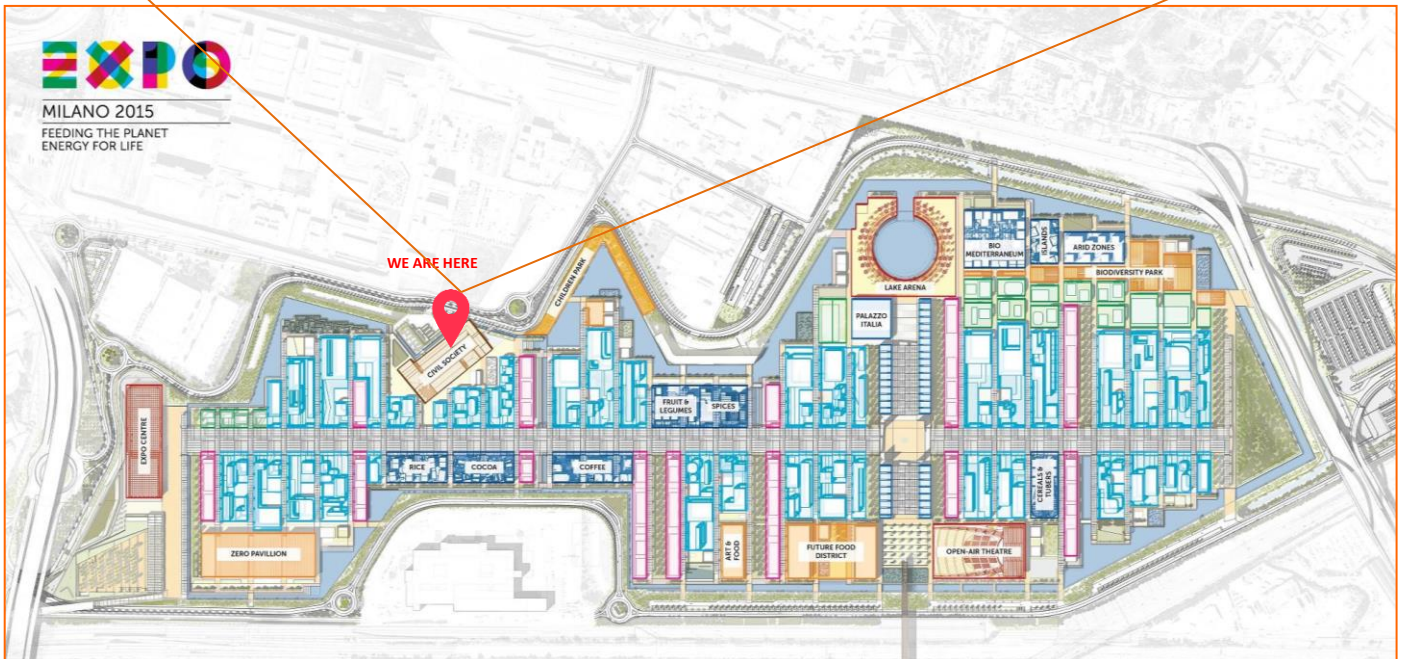 EXPO
MILANO 2015
FEEDING THE PLANET
ENERGY FOR LIFE
WE ARE HERE
CIVIL SOCIETY
CHILDREN PARK
LAKE ARENA
BIO
MEDITERRANEUM
ISLANDS
ARID ZONES
BIODIVERSITY PARK
PALAZZO
ITALIA
FRUIT &
LEGUMES
SPICES
EXPO CENTRE
RICE
COCOA
COFFEE
CEREALS &
TUBERS
ZERO PAVILLION
ART &
FOOD
FUTURE FOOD
DISTRICT
OPEN-AIR THEATRE